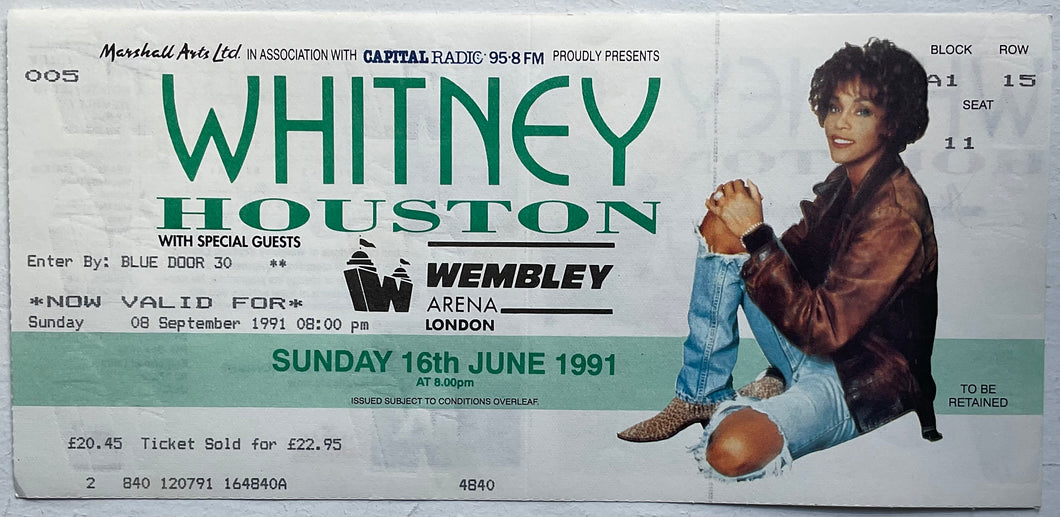 Marshall Arts Ltd. IN ASSOCIATION WITH CAPITAL RADIO 95·8 FM PROUDLY PRESENTS
005
WHITNEY
HOUSTON
WITH SPECIAL GUESTS
Enter By: BLUE DOOR 30 **
*NOW VALID FOR*
Sunday 08 September 1991 08:00 pm
W
WEMBLEY
ARENA
LONDON
SUNDAY 16th JUNE 1991
AT 8.00pm
ISSUED SUBJECT TO CONDITIONS OVERLEAF.
£20.45 Ticket Sold for £22.95
2 840 120791 164840A 4840
BLOCK ROW
A1 15
SEAT
11
TO BE
RETAINED